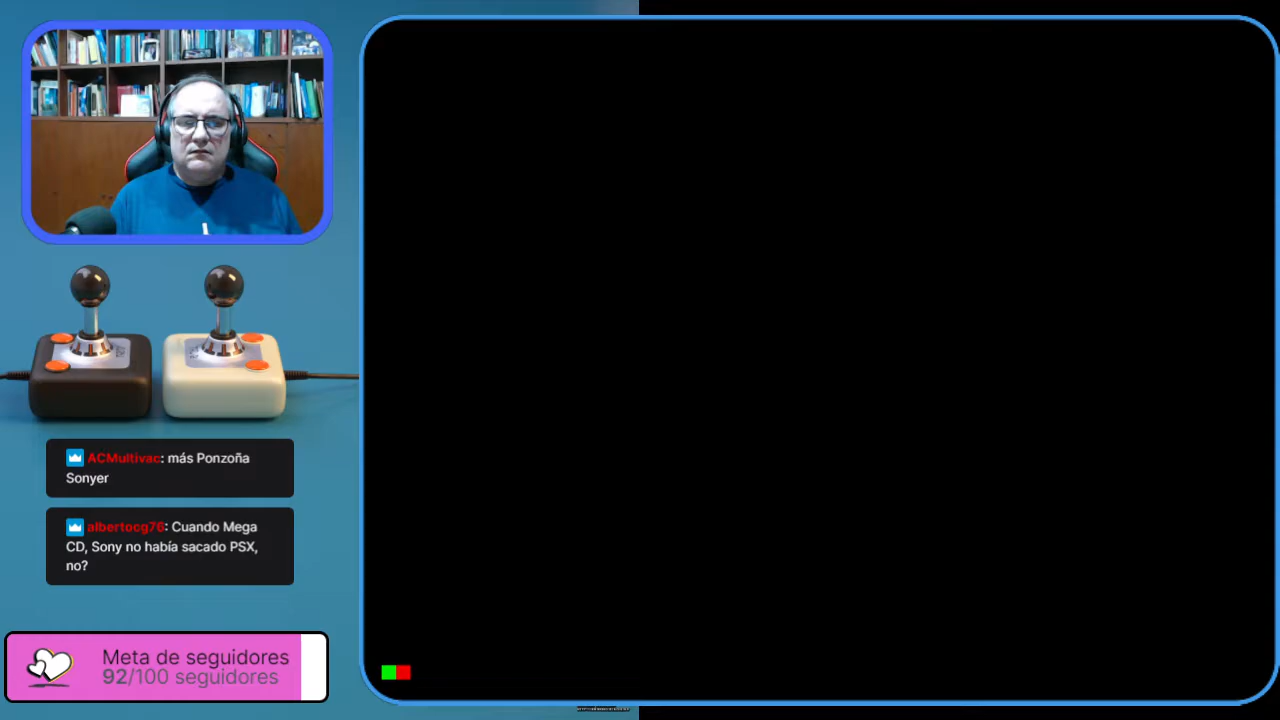 ACMultivac: más Ponzoña
Sonyer
albertocg76: Cuando Mega
CD, Sony no había sacado PSX,
no?
Meta de seguidores
92/100 seguidores